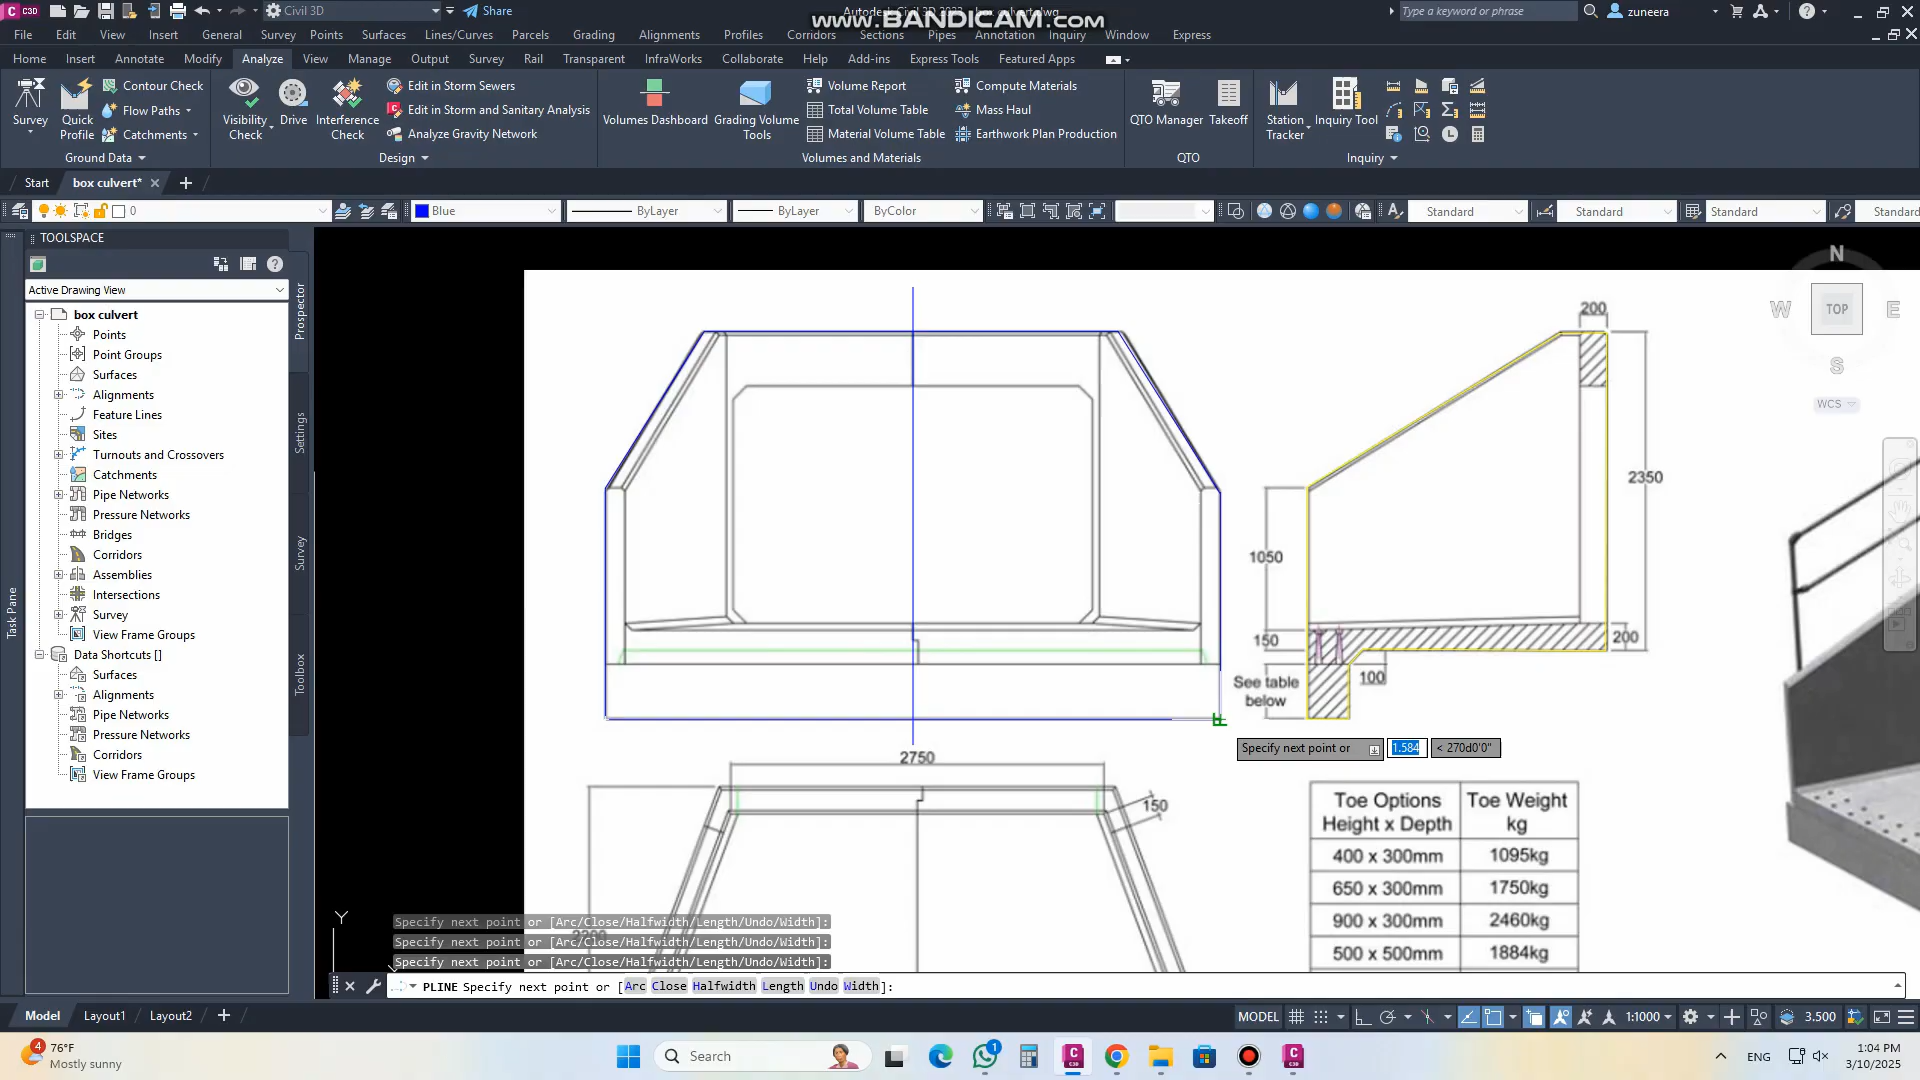 C3D
Civil 3D
Share
www.BANDICAM.com
Type a keyword or phrase
zuneera
File Edit View Insert General Survey Points Surfaces Lines/Curves Parcels Grading Alignments Profiles Corridors Sections Pipes Annotation Inquiry Window Express
Home Insert Annotate Modify Analyze View Manage Output Survey Rail Transparent InfraWorks Collaborate Help Add-ins Express Tools Featured Apps
Survey
Quick Profile
Contour Check
Flow Paths
Catchments
Ground Data
Visibility Check
Drive
Interference Check
Edit in Storm Sewers
Edit in Storm and Sanitary Analysis
Analyze Gravity Network
Design
Volumes Dashboard
Grading Volume Tools
Volume Report
Total Volume Table
Material Volume Table
Compute Materials
Mass Haul
Earthwork Plan Production
Volumes and Materials
QTO Manager
Takeoff
QTO
Station Tracker
Inquiry Tool
Inquiry
Start
box culvert*
0
Blue
ByLayer
ByLayer
ByColor
Standard
Standard
Standard
Standard
TOOLSPACE
Active Drawing View
box culvert
Points
Point Groups
Surfaces
Alignments
Feature Lines
Sites
Turnouts and Crossovers
Catchments
Pipe Networks
Pressure Networks
Bridges
Corridors
Assemblies
Intersections
Survey
View Frame Groups
Data Shortcuts []
Surfaces
Alignments
Pipe Networks
Pressure Networks
Corridors
View Frame Groups
Prospector
Settings
Survey
Toolbox
Task Pane
N
W
TOP
E
S
WCS
200
2350
1050
150
200
See table
below
100
Specify next point or 1.584 < 270d0'0"
2750
150
Toe Options
Height x Depth
Toe Weight
kg
400 x 300mm 1095kg
650 x 300mm 1750kg
900 x 300mm 2460kg
500 x 500mm 1884kg
Y
Specify next point or [Arc/Close/Halfwidth/Length/Undo/Width]:
Specify next point or [Arc/Close/Halfwidth/Length/Undo/Width]:
Specify next point or [Arc/Close/Halfwidth/Length/Undo/Width]:
PLINE Specify next point or [Arc Close Halfwidth Length Undo Width]:
Model Layout1 Layout2
MODEL
1:1000
3.500
4
76°F
Mostly sunny
Search
1
ENG
1:04 PM
3/10/2025